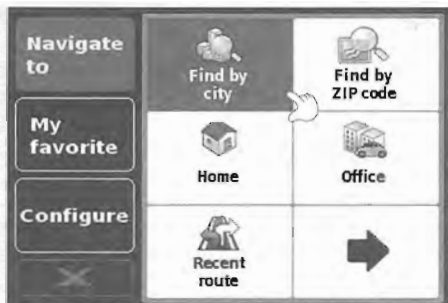 Navigate
to
My
favorite
Configure
Find by
city
Find by
ZIP code
Home
Office
Recent
route